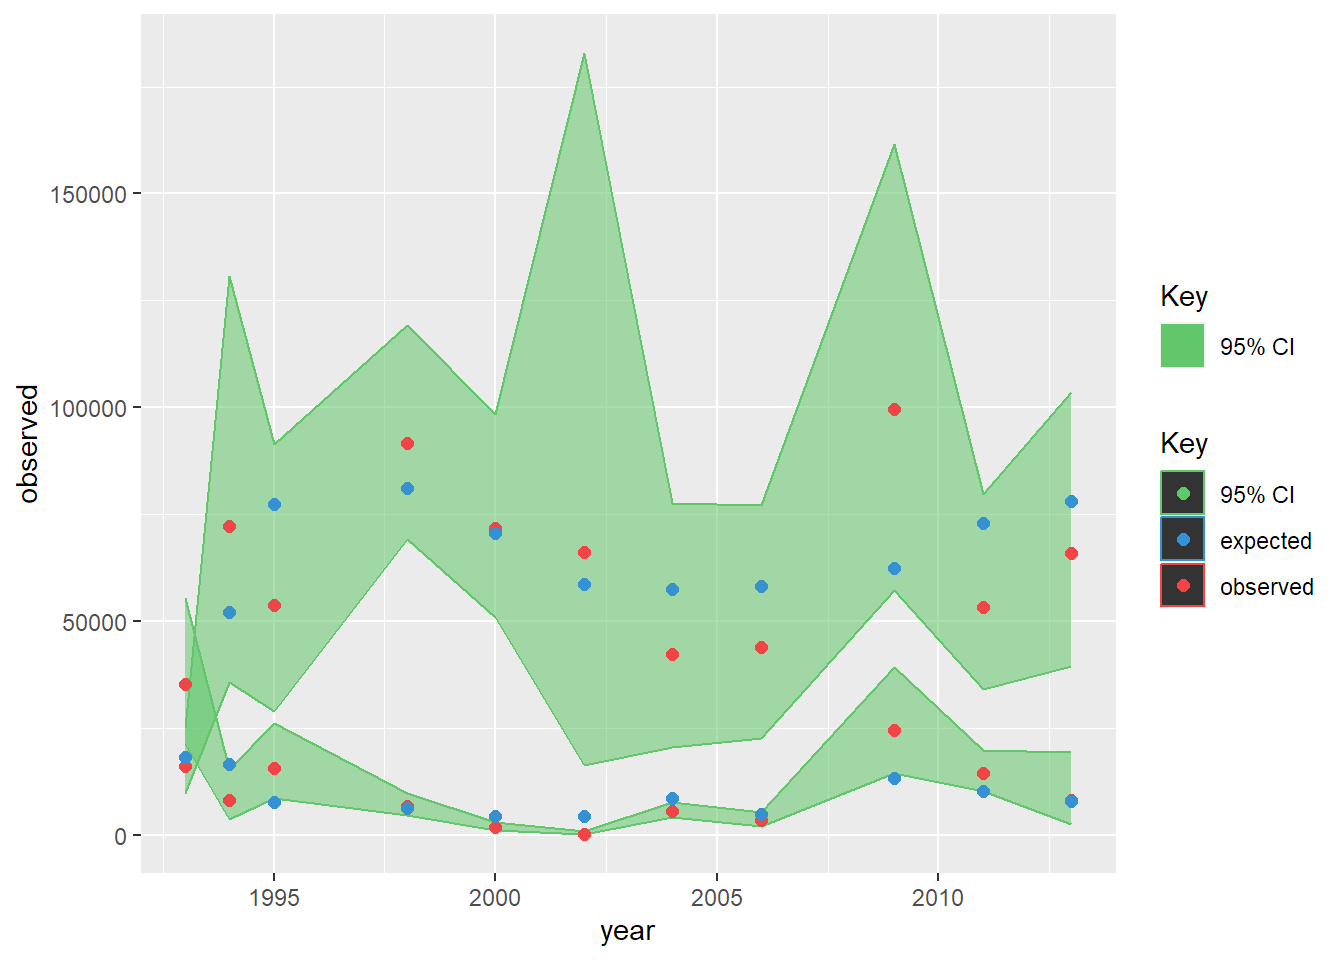 150000
100000
50000
0
observed
1995
2000
2005
2010
year
Key
95% CI
Key
95% CI
expected
observed